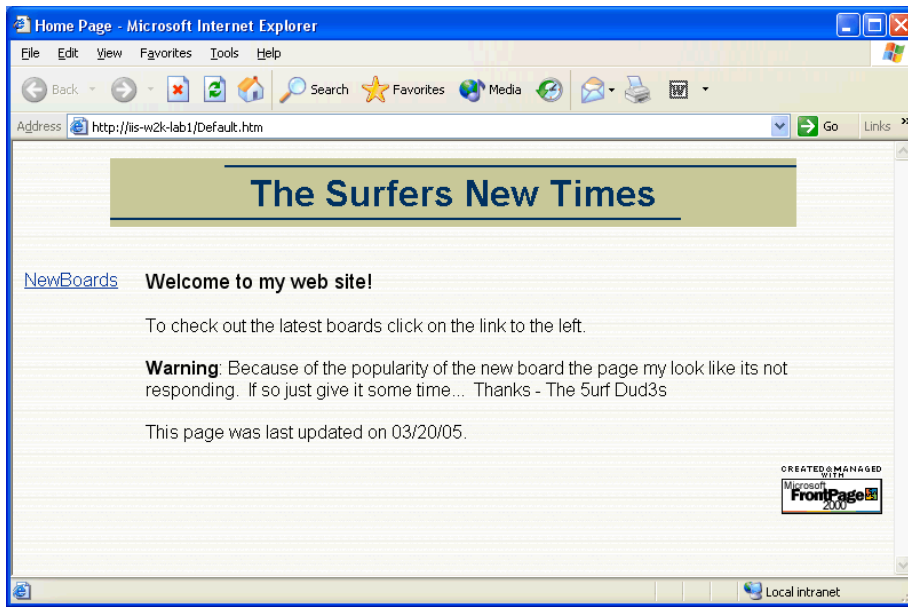 Home Page - Microsoft Internet Explorer
File Edit View Favorites Tools Help
Back Search Favorites Media
Address http://iis-w2k-lab1/Default.htm Go Links »
The Surfers New Times
NewBoards
Welcome to my web site!
To check out the latest boards click on the link to the left.
Warning: Because of the popularity of the new board the page my look like its not
responding. If so just give it some time... Thanks - The 5urf Dud3s
This page was last updated on 03/20/05.
CREATED@MANAGED
WITH
Microsoft
FrontPage
2000
Local intranet